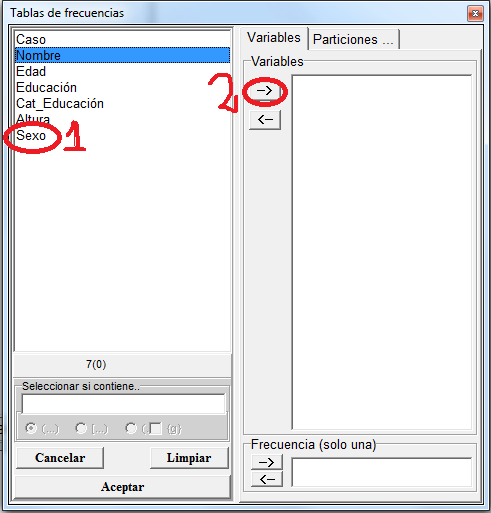 Tablas de frecuencias
Caso
Nombre
Edad
Educación
Cat_Educación
Altura
Sexo
1
7(0)
Seleccionar si contiene..
(...)
[...)
(.
{g}
Cancelar
Limpiar
Aceptar
Variables
Particiones ...
Variables
2
-->
<--
Frecuencia (solo una)
-->
<--